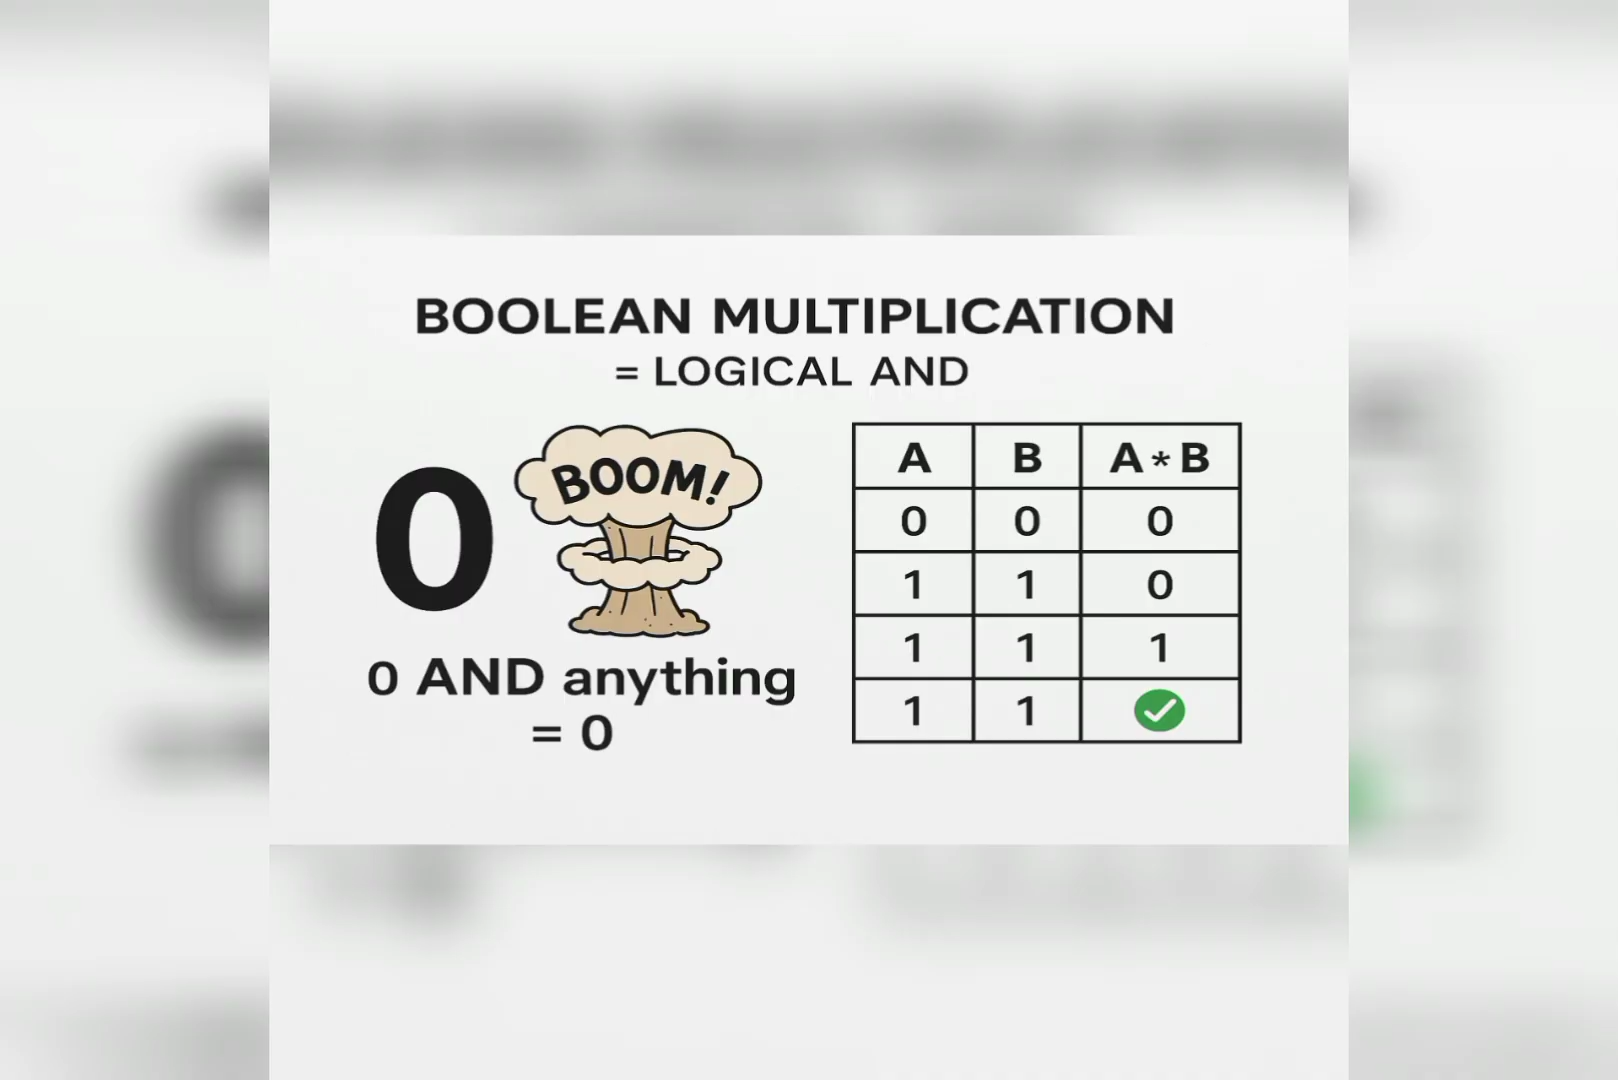 BOOLEAN MULTIPLICATION
= LOGICAL AND
0
BOOM!
0 AND anything
= 0
A B A * B
0 0 0
1 1 0
1 1 1
1 1